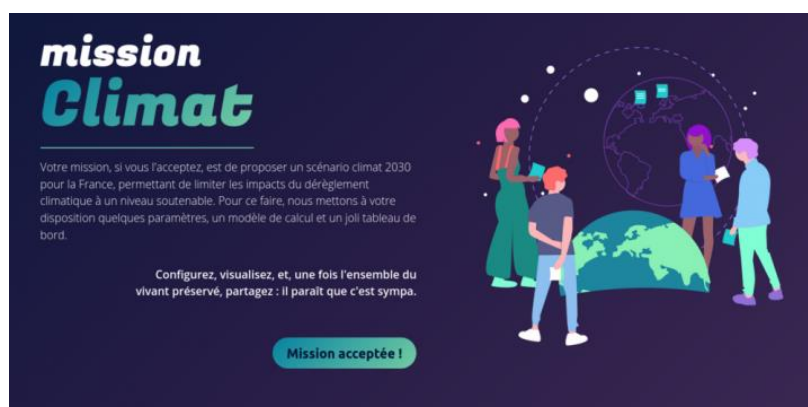 mission
Climat
Votre mission, si vous l'acceptez, est de proposer un scénario climat 2030
pour la France, permettant de limiter les impacts du dérèglement
climatique à un niveau soutenable. Pour ce faire, nous mettons à votre
disposition quelques paramètres, un modèle de calcul et un joli tableau de
bord.
Configurez, visualisez, et, une fois l'ensemble du
vivant préservé, partagez : il paraît que c'est sympa.
Mission acceptée !